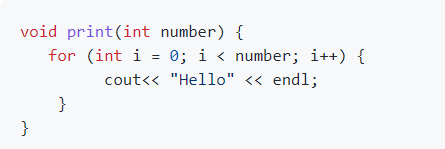 void print(int number) {
   for (int i = 0; i < number; i++) {
         cout<< "Hello" << endl;
    }
}